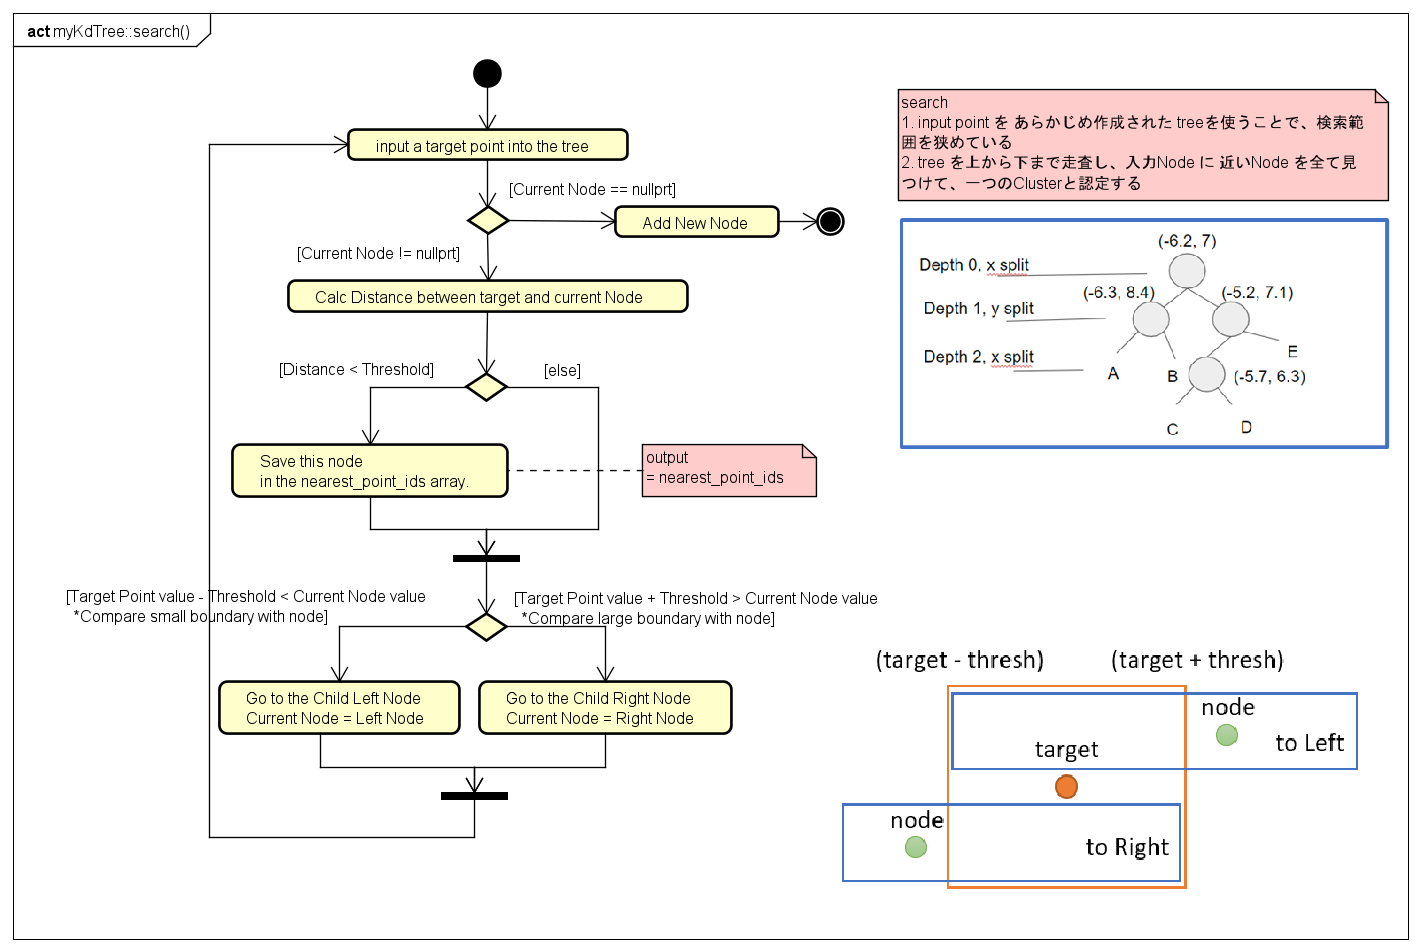 act myKdTree::search()
input a target point into the tree
[Current Node == nullprt]
Add New Node
[Current Node != nullprt]
Calc Distance between target and current Node
[Distance < Threshold]
[else]
Save this node
in the nearest_point_ids array.
output
= nearest_point_ids
[Target Point value - Threshold < Current Node value
*Compare small boundary with node]
[Target Point value + Threshold > Current Node value
*Compare large boundary with node]
Go to the Child Left Node
Current Node = Left Node
Go to the Child Right Node
Current Node = Right Node
search
1. input point を あらかじめ作成された treeを使うことで、検索範
囲を狭めている
2. tree を上から下まで走査し、入力Node に 近いNode を全て見
つけて、一つのClusterと認定する
(-6.2, 7)
Depth 0, x split
(-6.3, 8.4)
(-5.2, 7.1)
Depth 1, y split
Depth 2, x split
E
A
B
(-5.7, 6.3)
C
D
(target - thresh)
(target + thresh)
node
to Left
target
node
to Right